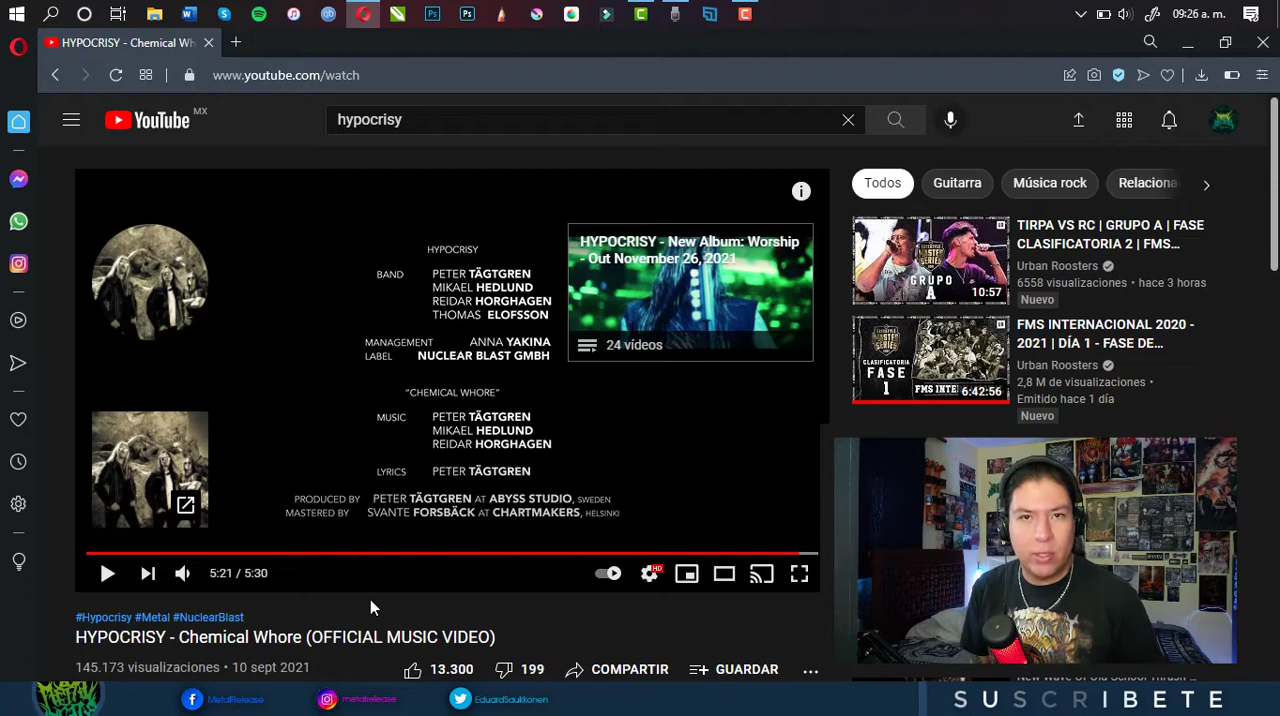 09:26 a. m.
HYPOCRISY - Chemical Wh
www.youtube.com/watch
YouTube MX
hypocrisy
HYPOCRISY
BAND PETER TÄGTGREN
MIKAEL HEDLUND
REIDAR HORGHAGEN
THOMAS ELOFSSON
MANAGEMENT ANNA YAKINA
LABEL NUCLEAR BLAST GMBH
"CHEMICAL WHORE"
MUSIC PETER TÄGTGREN
MIKAEL HEDLUND
REIDAR HORGHAGEN
LYRICS PETER TÄGTGREN
PRODUCED BY PETER TÄGTGREN AT ABYSS STUDIO, SWEDEN
MASTERED BY SVANTE FORSBÄCK AT CHARTMAKERS, HELSINKI
HYPOCRISY - New Album: Worship
- Out November 26, 2021
24 vídeos
5:21 / 5:30
HD
#Hypocrisy #Metal #NuclearBlast
HYPOCRISY - Chemical Whore (OFFICIAL MUSIC VIDEO)
145.173 visualizaciones • 10 sept 2021
13.300
199
COMPARTIR
GUARDAR
Todos
Guitarra
Música rock
Relaciona
GRUPO
A
10:57
TIRPA VS RC | GRUPO A | FASE
CLASIFICATORIA 2 | FMS...
Urban Roosters
6558 visualizaciones • hace 3 horas
Nuevo
CLASIFICATORIA
FASE
1
FMS INTE
6:42:56
FMS INTERNACIONAL 2020 -
2021 | DÍA 1 - FASE DE...
Urban Roosters
2,8 M de visualizaciones •
Emitido hace 1 día
Nuevo
MetalRelease
metalrelease
EduardSaukkonen
SUSCRIBETE